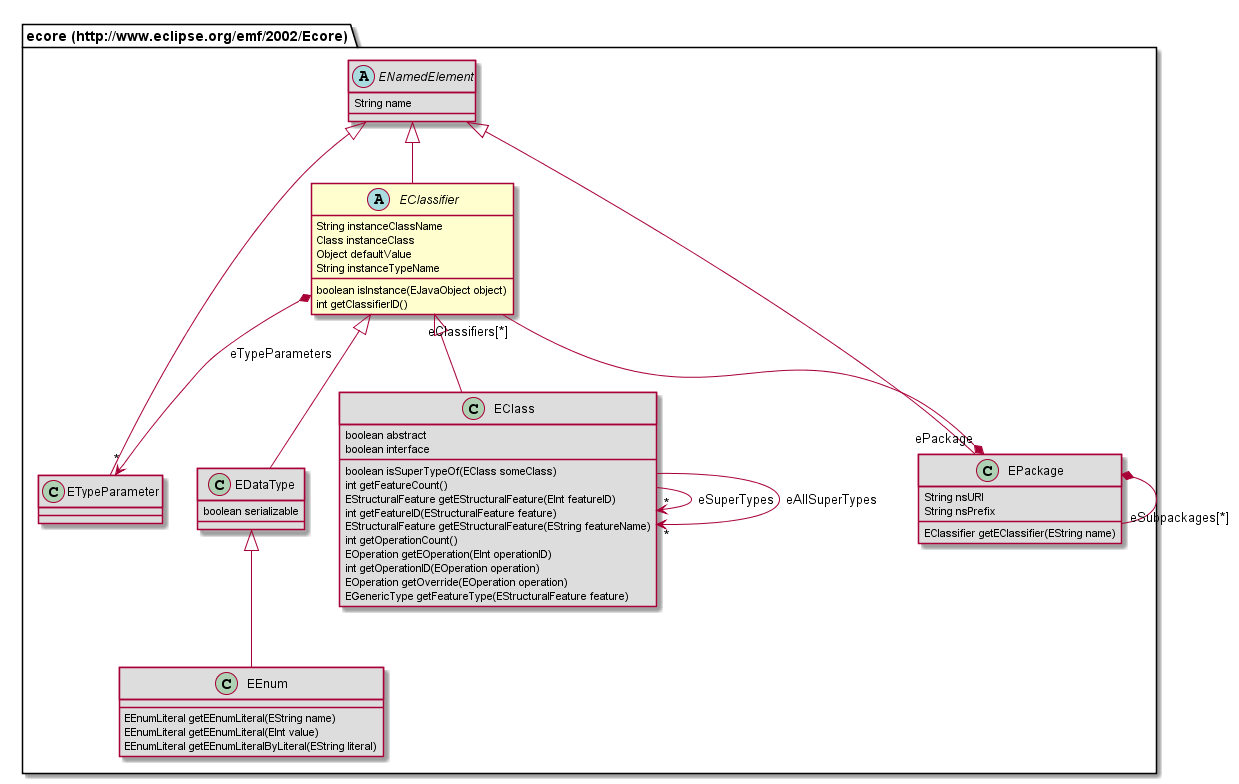 ecore (http://www.eclipse.org/emf/2002/Ecore)
A ENamedElement
String name
A EClassifier
String instanceClassName
Class instanceClass
Object defaultValue
String instanceTypeName
boolean isInstance(EJavaObject object)
int getClassifierID()
eClassifiers[*]
eTypeParameters
*
ePackage
C ETypeParameter
C EDataType
boolean serializable
C EClass
boolean abstract
boolean interface
boolean isSuperTypeOf(EClass someClass)
int getFeatureCount()
EStructuralFeature getEStructuralFeature(EInt featureID)
int getFeatureID(EStructuralFeature feature)
EStructuralFeature getEStructuralFeature(EString featureName)
int getOperationCount()
EOperation getEOperation(EInt operationID)
int getOperationID(EOperation operation)
EOperation getOverride(EOperation operation)
EGenericType getFeatureType(EStructuralFeature feature)
*
eSuperTypes
eAllSuperTypes
*
C EPackage
String nsURI
String nsPrefix
EClassifier getEClassifier(EString name)
eSubpackages[*]
C EEnum
EEnumLiteral getEEnumLiteral(EString name)
EEnumLiteral getEEnumLiteral(EInt value)
EEnumLiteral getEEnumLiteralByLiteral(EString literal)